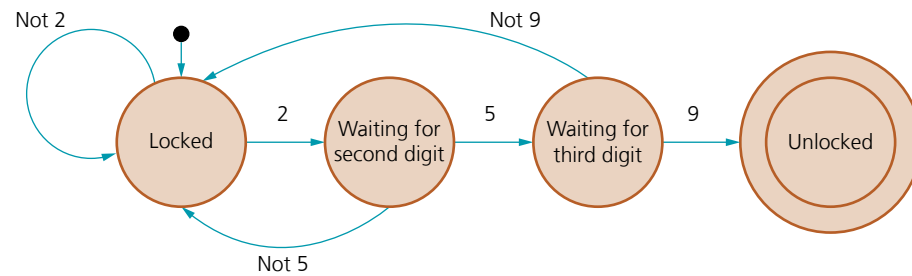 Not 2
Not 9
2
5
9
Locked
Waiting for
second digit
Waiting for
third digit
Unlocked
Not 5